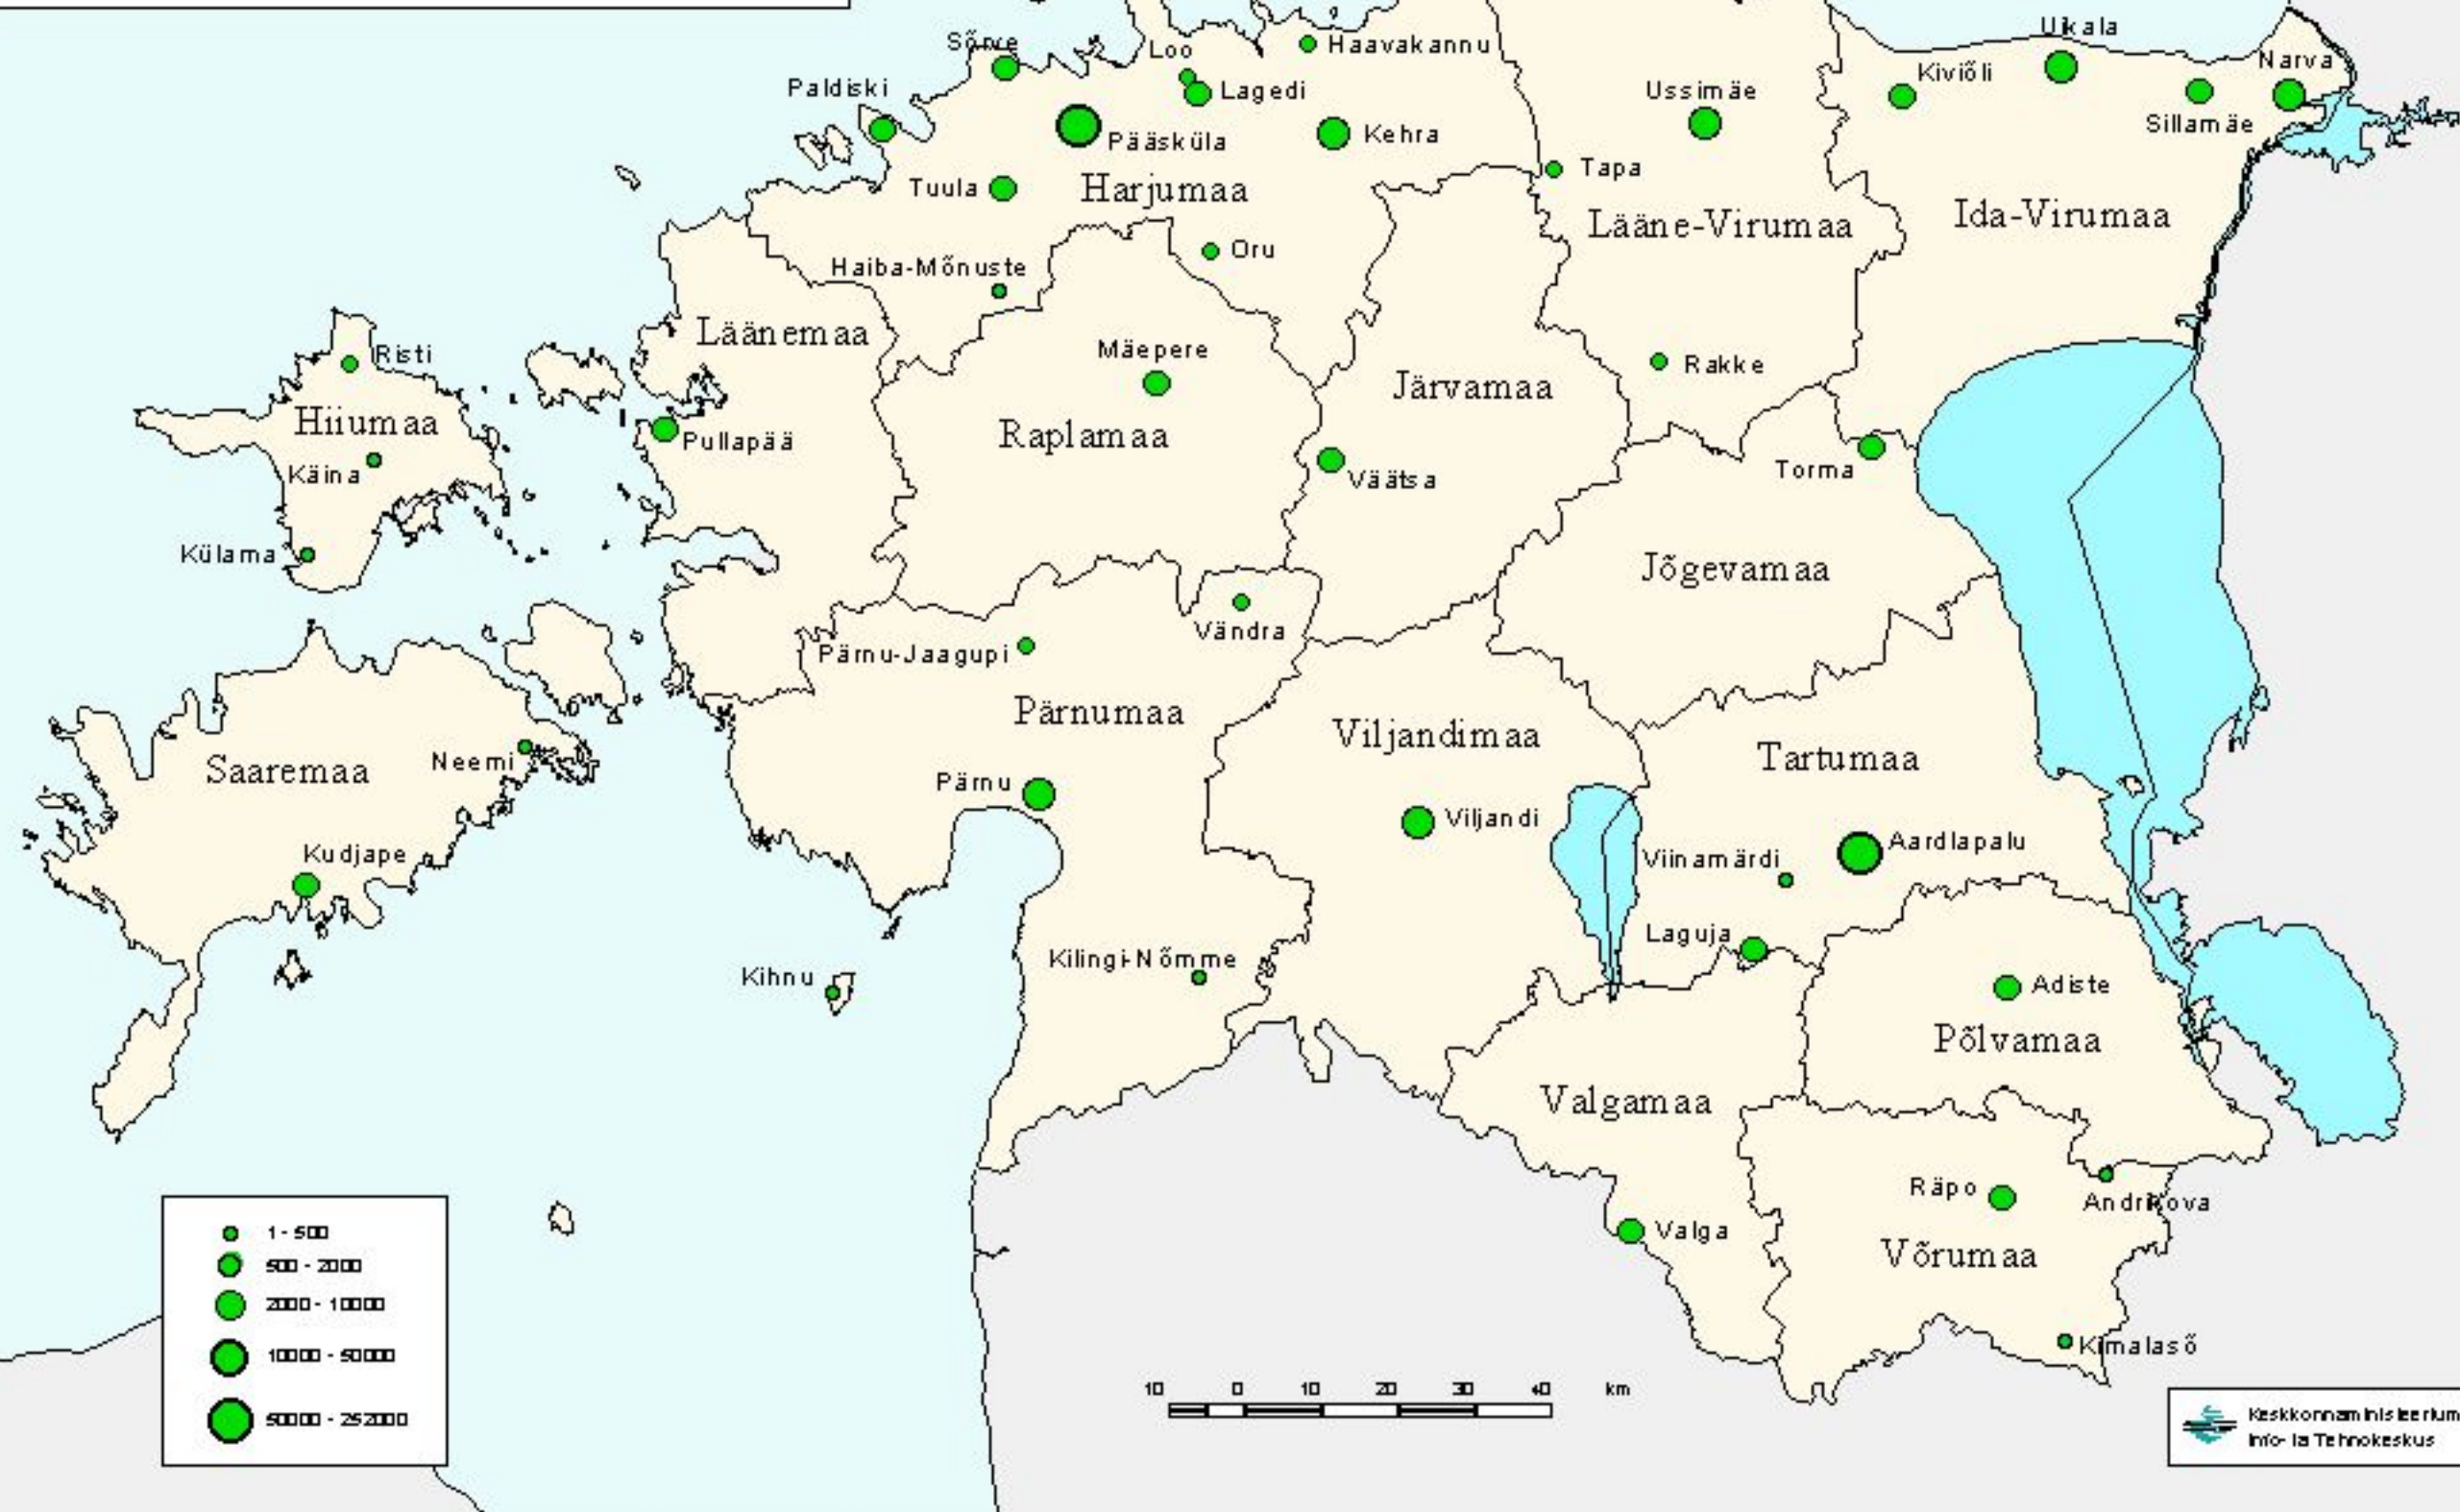 Uikala
Sõrve
Loo
Haavakannu
Narva
Kiviõli
Paldiski
Lagedi
Ussimäe
Sillamäe
Pääsküla
Kehra
Tapa
Tuula
Harjumaa
Lääne-Virumaa
Ida-Virumaa
Oru
Haiba-Mõnuste
Läänemaa
Risti
Mäepere
Rakke
Järvamaa
Hiiumaa
Pullapää
Raplamaa
Käina
Väätsa
Torma
Külama
Jõgevamaa
Vändra
Pärnu-Jaagupi
Pärnumaa
Viljandimaa
Saaremaa
Neemi
Tartumaa
Pärnu
Viljandi
Aardlapalu
Kudjape
Viinamärdi
Laguja
Kilingi-Nõmme
Kihnu
Adiste
Põlvamaa
Valgamaa
Räpo
Andrikova
Valga
Võrumaa
Kimalasõ
1 - 500
500 - 2000
2000 - 10000
10000 - 50000
50000 - 252000
10 0 10 20 30 40 km
Keskkonnaministeerium
Info- ja Tehnokeskus